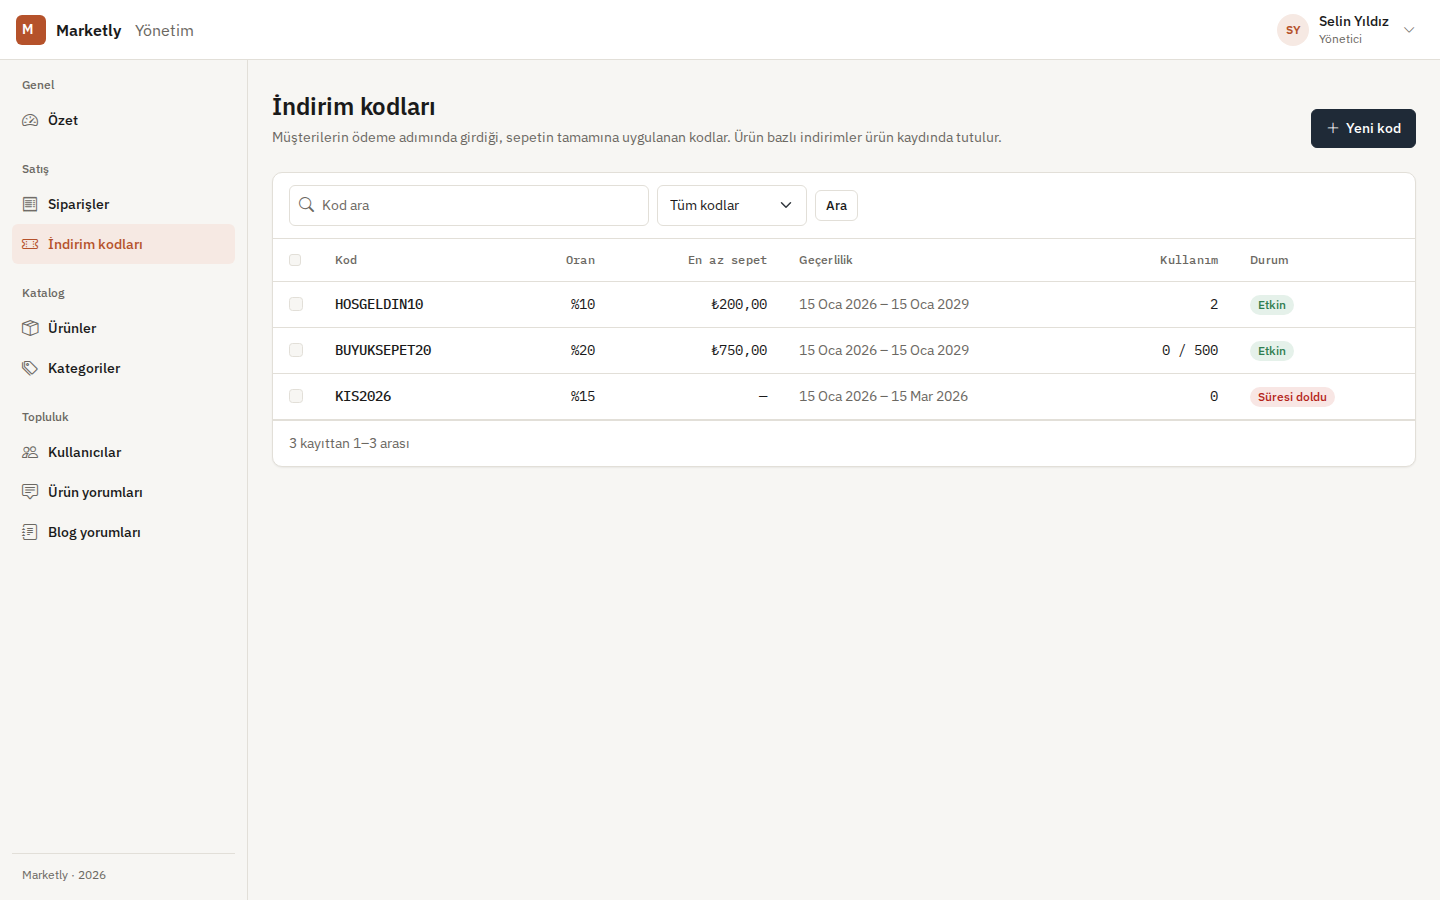 M Marketly Yönetim
SY Selin Yıldız
Yönetici
Genel
Özet
Satış
Siparişler
İndirim kodları
Katalog
Ürünler
Kategoriler
Topluluk
Kullanıcılar
Ürün yorumları
Blog yorumları
Marketly · 2026
İndirim kodları
Müşterilerin ödeme adımında girdiği, sepetin tamamına uygulanan kodlar. Ürün bazlı indirimler ürün kaydında tutulur.
Yeni kod
Kod ara Tüm kodlar Ara
Kod Oran En az sepet Geçerlilik Kullanım Durum
HOSGELDIN10 %10 ₺200,00 15 Oca 2026 – 15 Oca 2029 2 Etkin
BUYUKSEPET20 %20 ₺750,00 15 Oca 2026 – 15 Oca 2029 0 / 500 Etkin
KIS2026 %15 — 15 Oca 2026 – 15 Mar 2026 0 Süresi doldu
3 kayıttan 1–3 arası